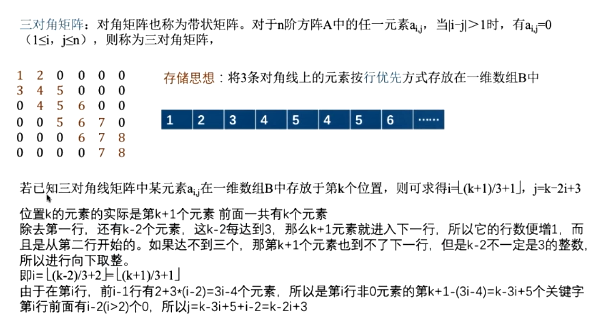 三对角矩阵：对角矩阵也称为带状矩阵。对于n阶方阵A中的任一元素aᵢ,ⱼ，当|i-j|＞1时，有aᵢ,ⱼ=0
（1≤i，j≤n），则称为三对角矩阵，
1 2 0 0 0 0
3 4 5 0 0 0
0 4 5 6 0 0
0 0 5 6 7 0
0 0 0 6 7 8
0 0 0 0 7 8
存储思想：将3条对角线上的元素按行优先方式存放在一维数组B中
1 2 3 4 5 4 5 6 ······
若已知三对角线矩阵中某元素aᵢ,ⱼ在一维数组B中存放于第k个位置，则可求得i=⌊(k+1)/3+1⌋，j=k-2i+3
位置k的元素的实际是第k+1个元素 前面一共有k个元素
除去第一行，还有k-2个元素，这k-2每达到3，那么k+1元素就进入下一行，所以它的行数便增1，而
且是从第二行开始的。如果达不到三个，那第k+1个元素也到不了下一行，但是k-2不一定是3的整数，
所以进行向下取整。
即i=⌊(k-2)/3+2⌋=⌊(k+1)/3+1⌋
由于在第i行，前i-1行有2+3*(i-2)=3i-4个元素，所以是第i行非0元素的第k+1-(3i-4)=k-3i+5个关键字
第i行前面有i-2(i>2)个0，所以j=k-3i+5+i-2=k-2i+3